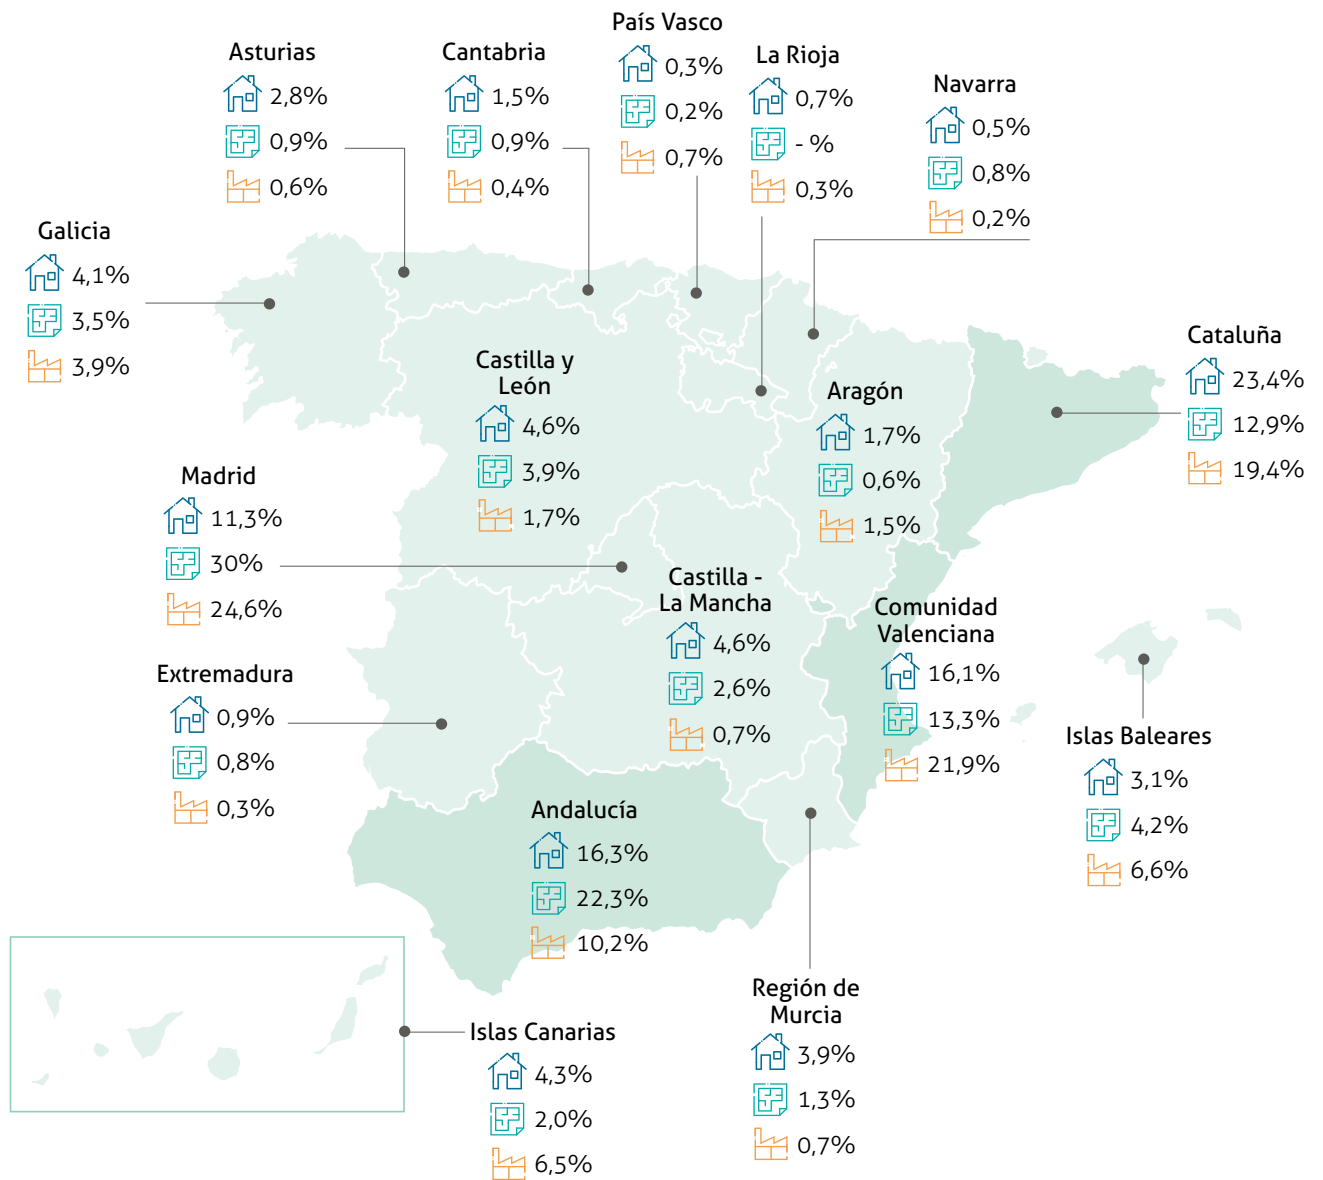 País Vasco
0,3%
0,2%
0,7%
Asturias
2,8%
0,9%
0,6%
Cantabria
1,5%
0,9%
0,4%
La Rioja
0,7%
- %
0,3%
Navarra
0,5%
0,8%
0,2%
Galicia
4,1%
3,5%
3,9%
Cataluña
23,4%
12,9%
19,4%
Castilla y
León
4,6%
3,9%
1,7%
Aragón
1,7%
0,6%
1,5%
Madrid
11,3%
30%
24,6%
Castilla -
La Mancha
4,6%
2,6%
0,7%
Comunidad
Valenciana
16,1%
13,3%
21,9%
Extremadura
0,9%
0,8%
0,3%
Islas Baleares
3,1%
4,2%
6,6%
Andalucía
16,3%
22,3%
10,2%
Región de
Murcia
3,9%
1,3%
0,7%
Islas Canarias
4,3%
2,0%
6,5%